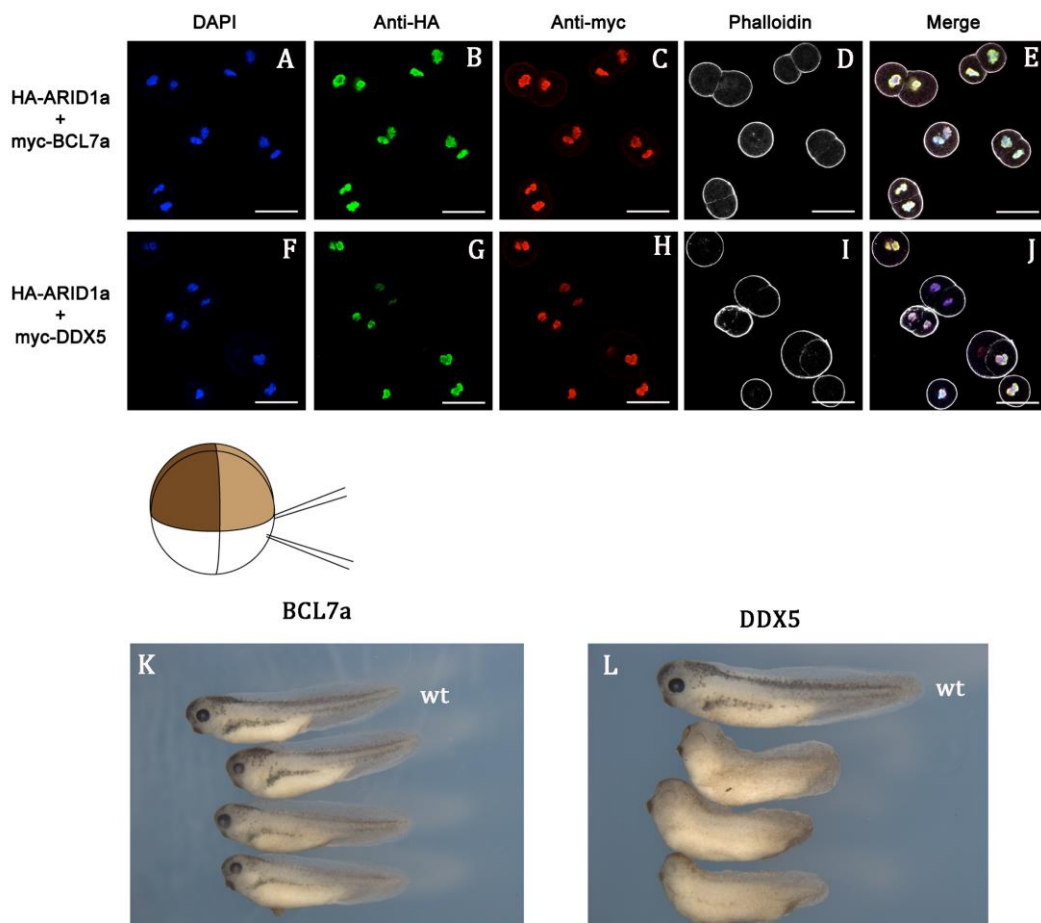 DAPI Anti-HA Anti-myc Phalloidin Merge
HA-ARID1a
+
myc-BCL7a
A B C D E
HA-ARID1a
+
myc-DDX5
F G H I J
BCL7a DDX5
K wt L wt